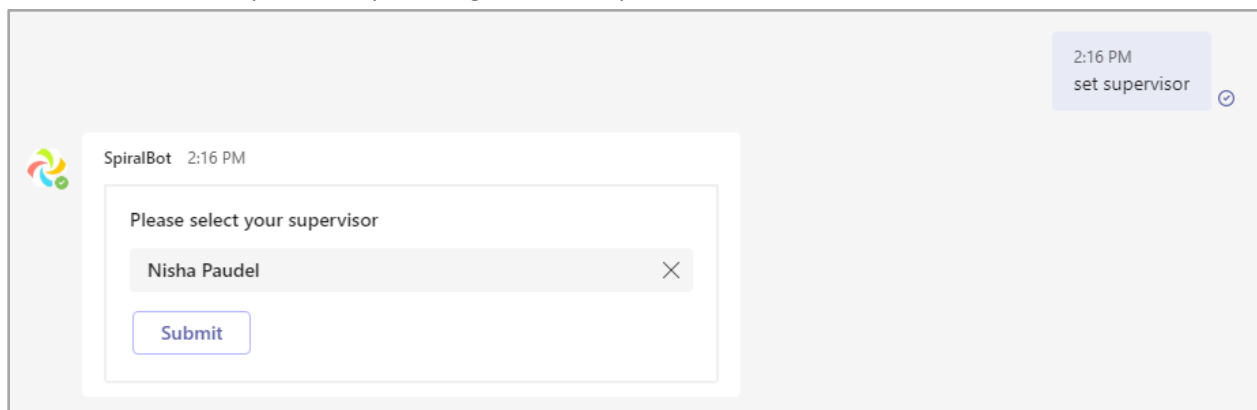 2:16 PM
set supervisor
SpiralBot 2:16 PM
Please select your supervisor
Nisha Paudel
Submit